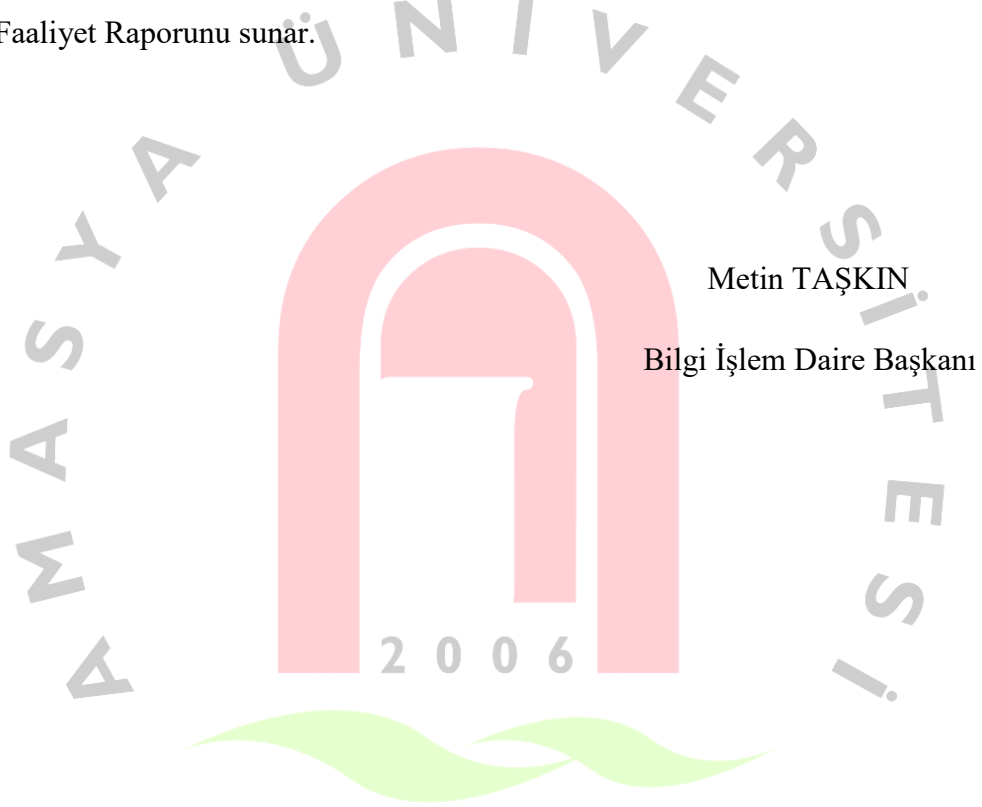 Faaliyet Raporunu sunar.
AMASYA ÜNİVERSİTESİ
Metin TAŞKIN
Bilgi İşlem Daire Başkanı
2006